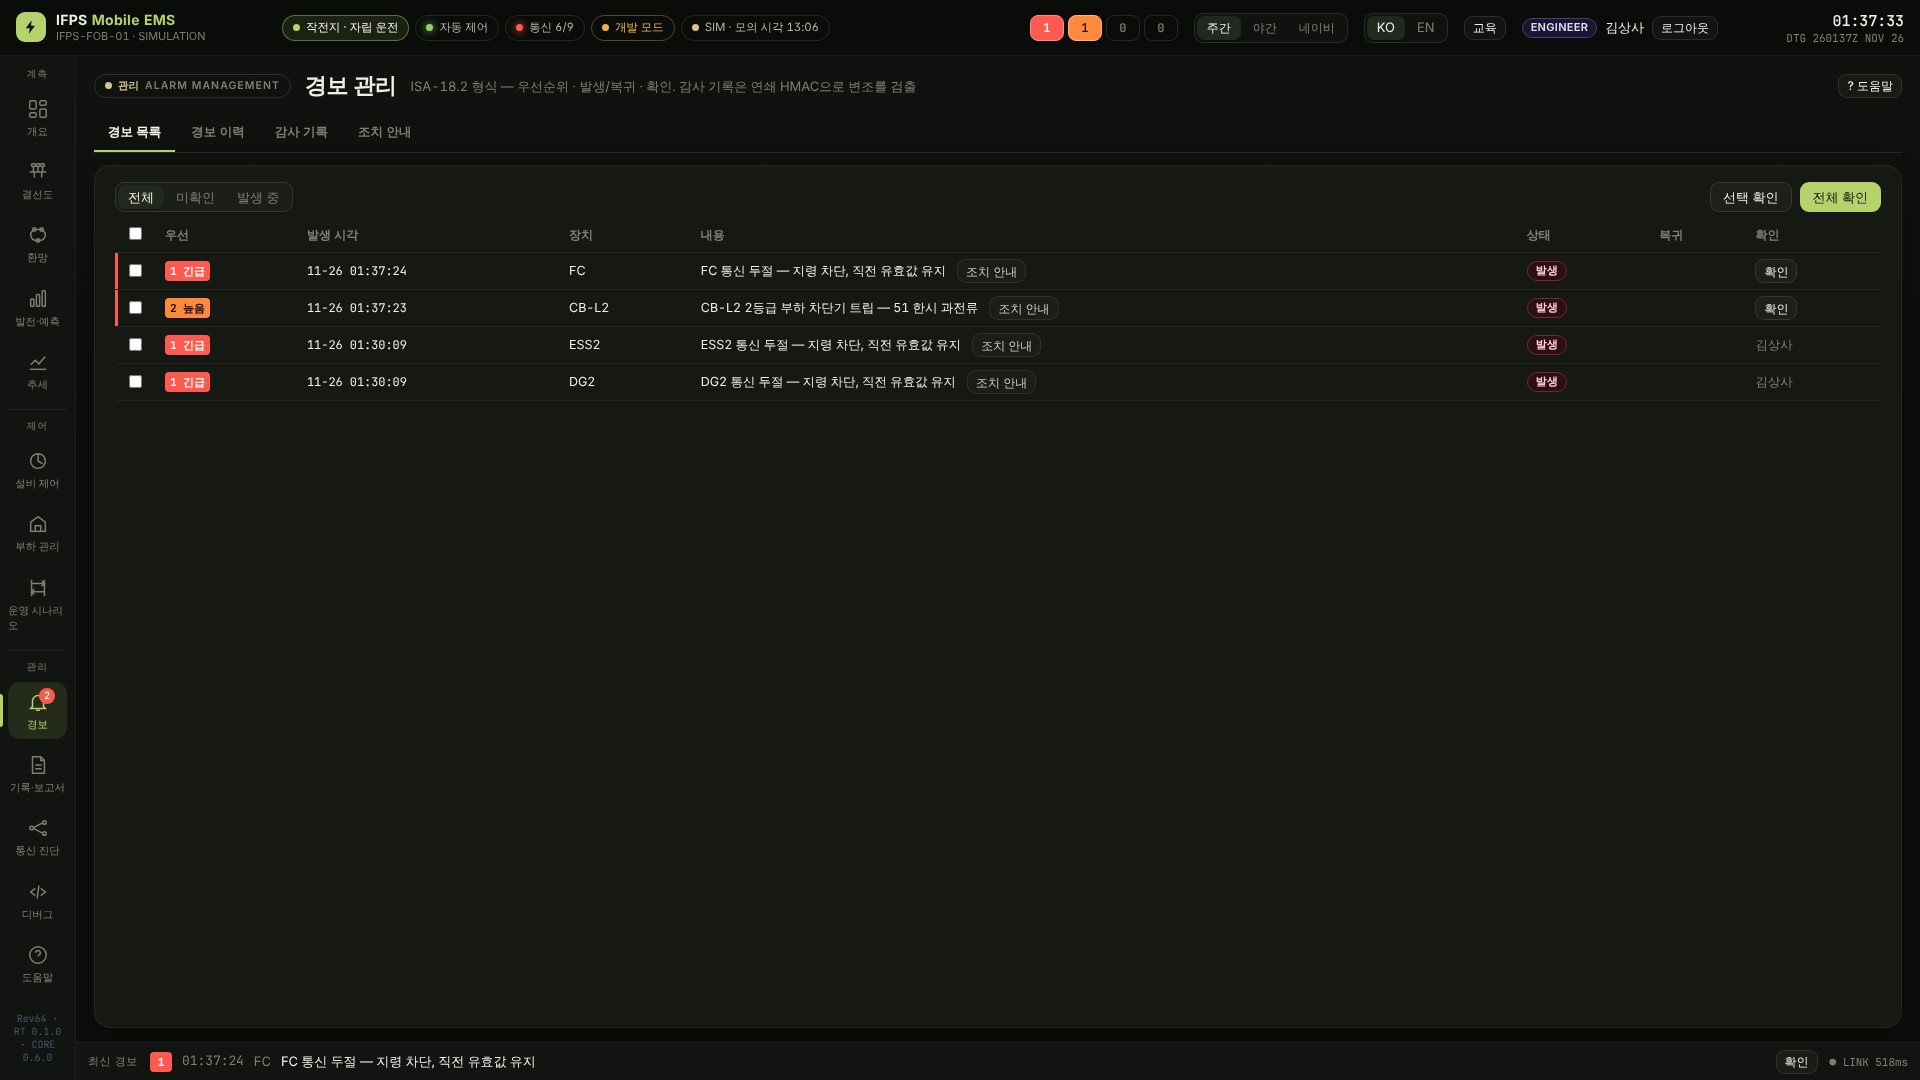 IFPS Mobile EMS
IFPS-FOB-01 · SIMULATION
작전지 · 자립 운전
자동 제어
통신 6/9
개발 모드
SIM · 모의 시각 13:06
1 1 0 0
주간 야간 네이비
KO EN
교육
ENGINEER 김상사 로그아웃
01:37:33
DTG 260137Z NOV 26
계측
개요
결선도
환망
발전·예측
추세
제어
설비 제어
부하 관리
운영 시나리
오
관리
2
경보
기록·보고서
통신 진단
디버그
도움말
Rev64 ·
RT 0.1.0
· CORE
0.6.0
관리 ALARM MANAGEMENT
경보 관리
ISA-18.2 형식 — 우선순위 · 발생/복귀 · 확인. 감사 기록은 연쇄 HMAC으로 변조를 검출
? 도움말
경보 목록 경보 이력 감사 기록 조치 안내
전체 미확인 발생 중
선택 확인 전체 확인
우선 발생 시각 장치 내용 상태 복귀 확인
1 긴급 11-26 01:37:24 FC FC 통신 두절 — 지령 차단, 직전 유효값 유지 조치 안내 발생 확인
2 높음 11-26 01:37:23 CB-L2 CB-L2 2등급 부하 차단기 트립 — 51 한시 과전류 조치 안내 발생 확인
1 긴급 11-26 01:30:09 ESS2 ESS2 통신 두절 — 지령 차단, 직전 유효값 유지 조치 안내 발생 김상사
1 긴급 11-26 01:30:09 DG2 DG2 통신 두절 — 지령 차단, 직전 유효값 유지 조치 안내 발생 김상사
최신 경보 1 01:37:24 FC FC 통신 두절 — 지령 차단, 직전 유효값 유지
확인
LINK 518ms